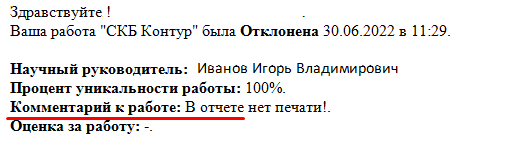 Здравствуйте ! .
Ваша работа "СКБ Контур" была Отклонена 30.06.2022 в 11:29.
Научный руководитель: Иванов Игорь Владимирович
Процент уникальности работы: 100%.
Комментарий к работе: В отчете нет печати!.
Оценка за работу: -.